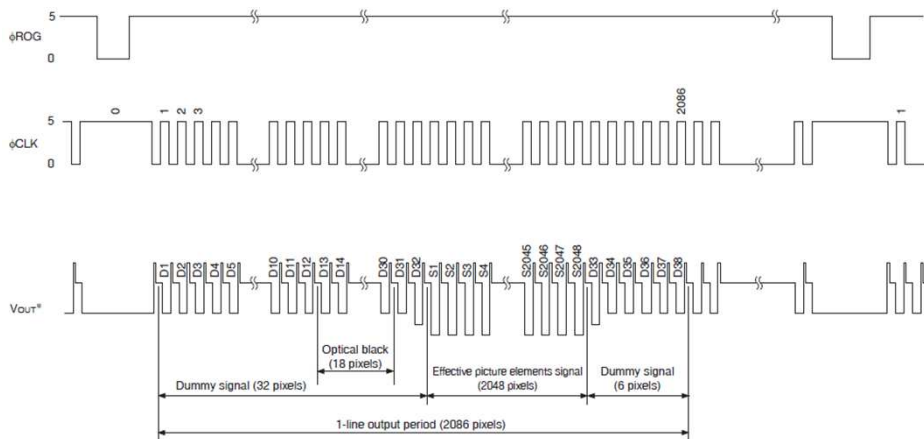 5
φROG
0
0 1 2 3 2086 1
5
φCLK
0
D1 D2 D3 D4 D5 D10 D11 D12 D13 D14 D30 D31 D32 S1 S2 S3 S4 S2045 S2046 S2047 S2048 D33 D34 D35 D36 D37 D38
VOUT*
Optical black
(18 pixels)
Dummy signal (32 pixels)
Effective picture elements signal
(2048 pixels)
Dummy signal
(6 pixels)
1-line output period (2086 pixels)